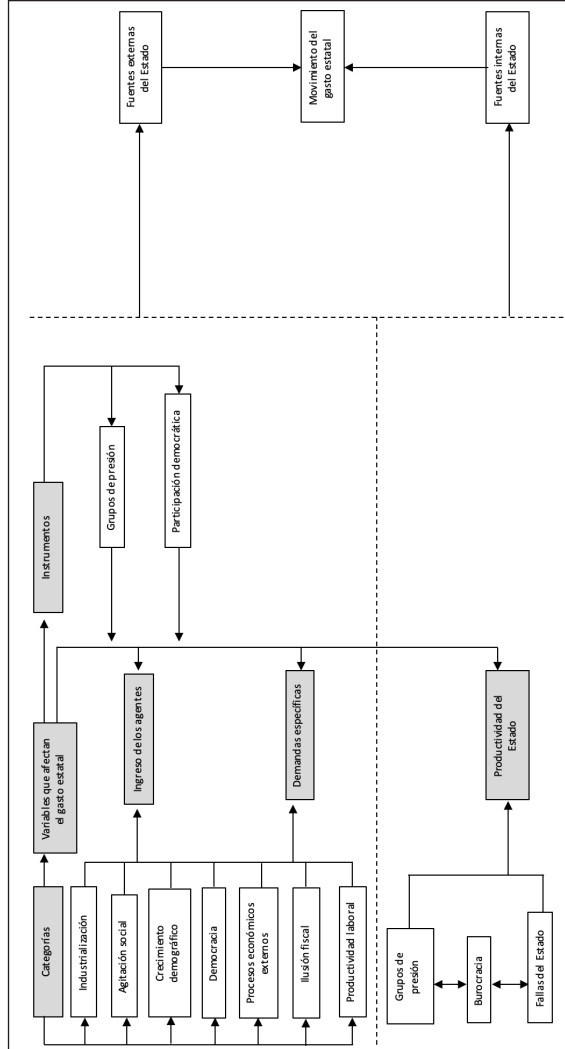 Categorías
Variables que afectan
el gasto estatal
Instrumentos
Industrialización
Agitación social
Crecimiento
demográfico
Democracia
Procesos económicos
externos
Ilusión fiscal
Productividad laboral
Ingreso de los agentes
Demandas específicas
Grupos de presión
Participación democrática
Grupos de
presión
Burocracia
Fallas del Estado
Productividad del
Estado
Fuentes externas
del Estado
Movimiento del
gasto estatal
Fuentes internas
del Estado